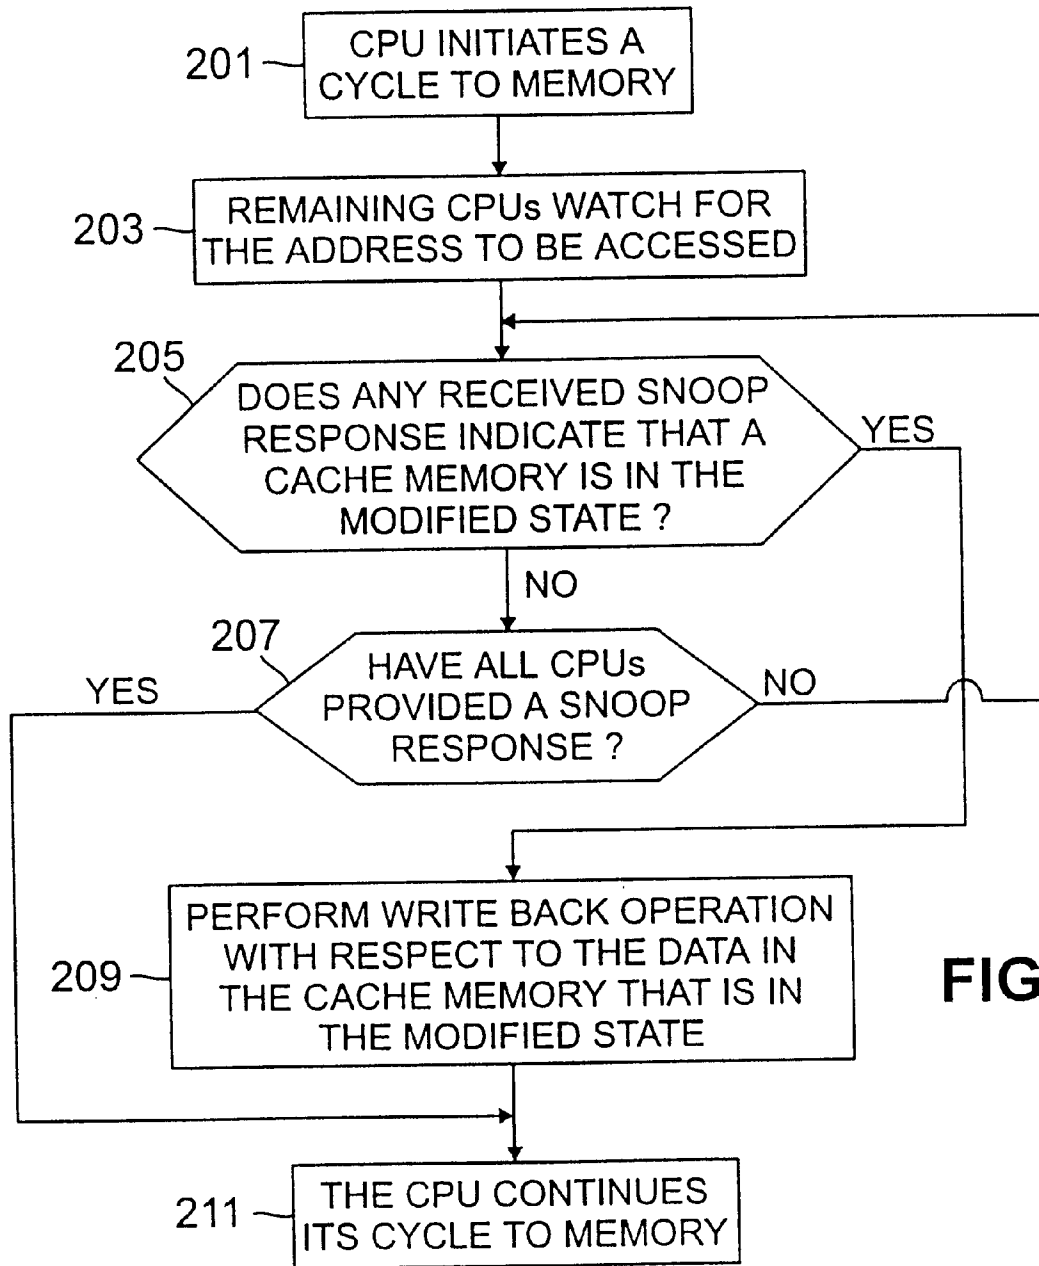 201
CPU INITIATES A
CYCLE TO MEMORY
203
REMAINING CPUs WATCH FOR
THE ADDRESS TO BE ACCESSED
205
DOES ANY RECEIVED SNOOP
RESPONSE INDICATE THAT A
CACHE MEMORY IS IN THE
MODIFIED STATE ?
YES
NO
207
HAVE ALL CPUs
PROVIDED A SNOOP
RESPONSE ?
YES
NO
209
PERFORM WRITE BACK OPERATION
WITH RESPECT TO THE DATA IN
THE CACHE MEMORY THAT IS IN
THE MODIFIED STATE
FIG
211
THE CPU CONTINUES
ITS CYCLE TO MEMORY